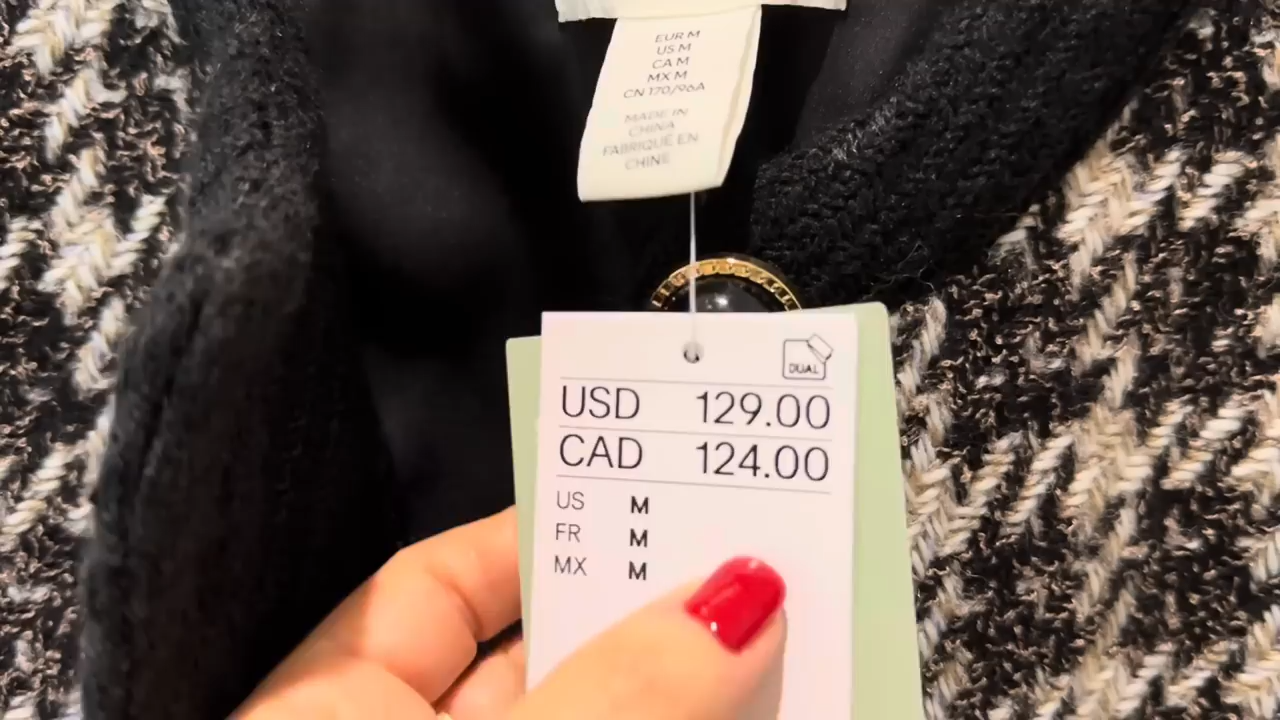 EUR M
US M
CA M
MX M
CN 170/96A
MADE IN
CHINA
FABRIQUÉ EN
CHINE
DUAL
USD 129.00
CAD 124.00
US M
FR M
MX M